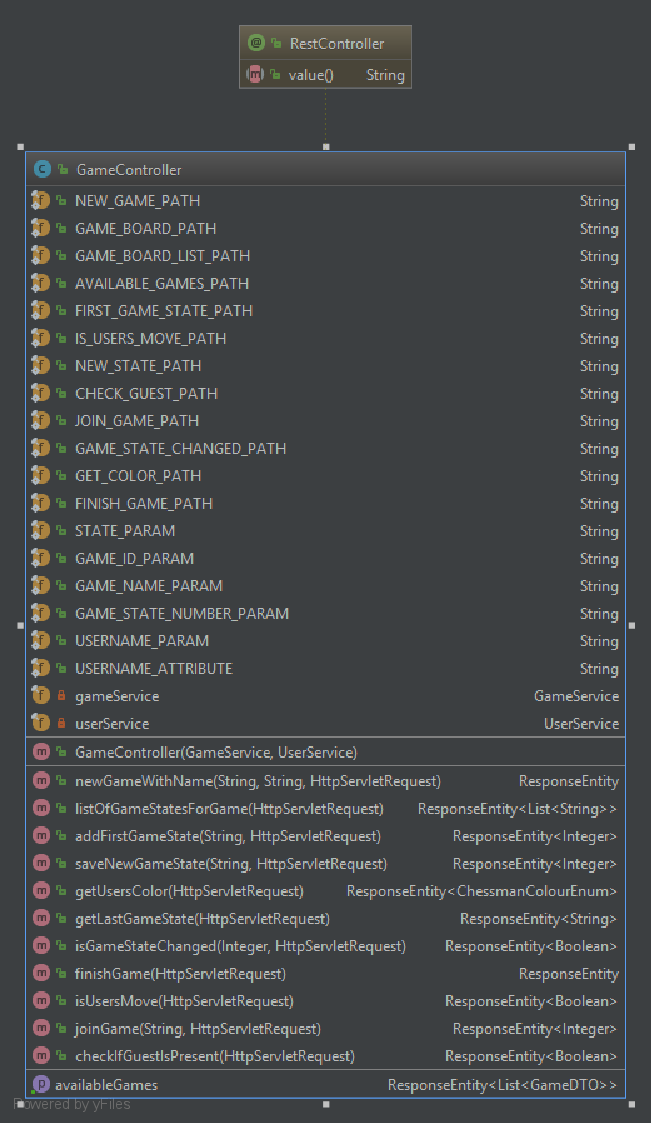 RestController
value() String
GameController
NEW_GAME_PATH String
GAME_BOARD_PATH String
GAME_BOARD_LIST_PATH String
AVAILABLE_GAMES_PATH String
FIRST_GAME_STATE_PATH String
IS_USERS_MOVE_PATH String
NEW_STATE_PATH String
CHECK_GUEST_PATH String
JOIN_GAME_PATH String
GAME_STATE_CHANGED_PATH String
GET_COLOR_PATH String
FINISH_GAME_PATH String
STATE_PARAM String
GAME_ID_PARAM String
GAME_NAME_PARAM String
GAME_STATE_NUMBER_PARAM String
USERNAME_PARAM String
USERNAME_ATTRIBUTE String
gameService GameService
userService UserService
GameController(GameService, UserService)
newGameWithName(String, String, HttpServletRequest) ResponseEntity
listOfGameStatesForGame(HttpServletRequest) ResponseEntity<List<String>>
addFirstGameState(String, HttpServletRequest) ResponseEntity<Integer>
saveNewGameState(String, HttpServletRequest) ResponseEntity<Integer>
getUsersColor(HttpServletRequest) ResponseEntity<ChessmanColourEnum>
getLastGameState(HttpServletRequest) ResponseEntity<String>
isGameStateChanged(Integer, HttpServletRequest) ResponseEntity<Boolean>
finishGame(HttpServletRequest) ResponseEntity
isUsersMove(HttpServletRequest) ResponseEntity<Boolean>
joinGame(String, HttpServletRequest) ResponseEntity<Integer>
checkIfGuestIsPresent(HttpServletRequest) ResponseEntity<Boolean>
availableGames ResponseEntity<List<GameDTO>>
Powered by yFiles